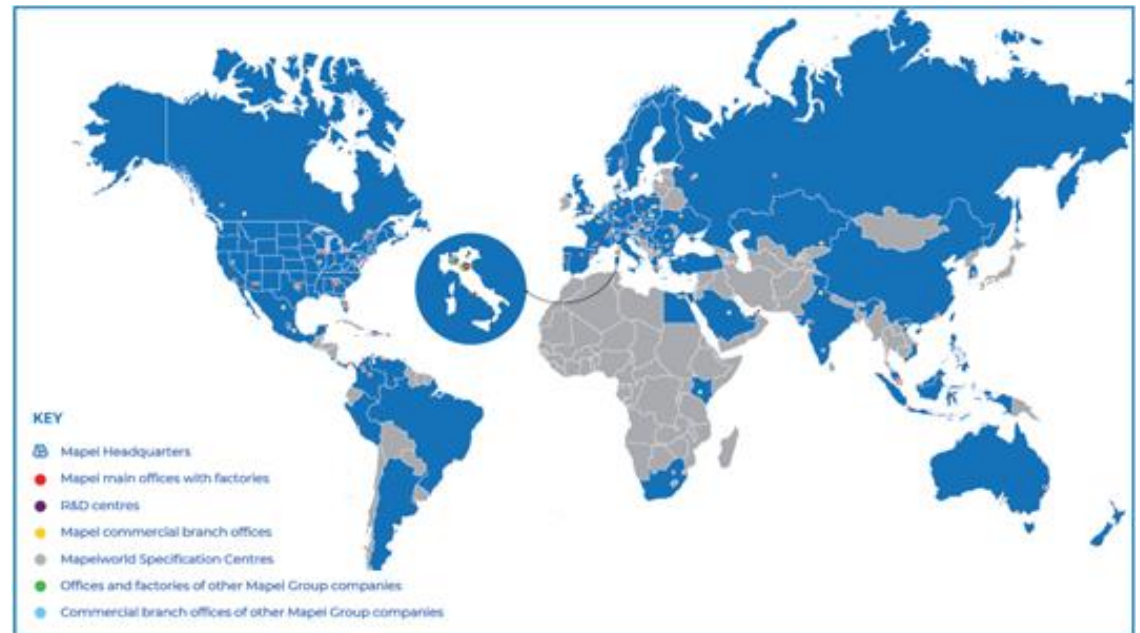 KEY
Mapei Headquarters
Mapei main offices with factories
R&D centres
Mapei commercial branch offices
Mapeiworld Specification Centres
Offices and factories of other Mapei Group companies
Commercial branch offices of other Mapei Group companies